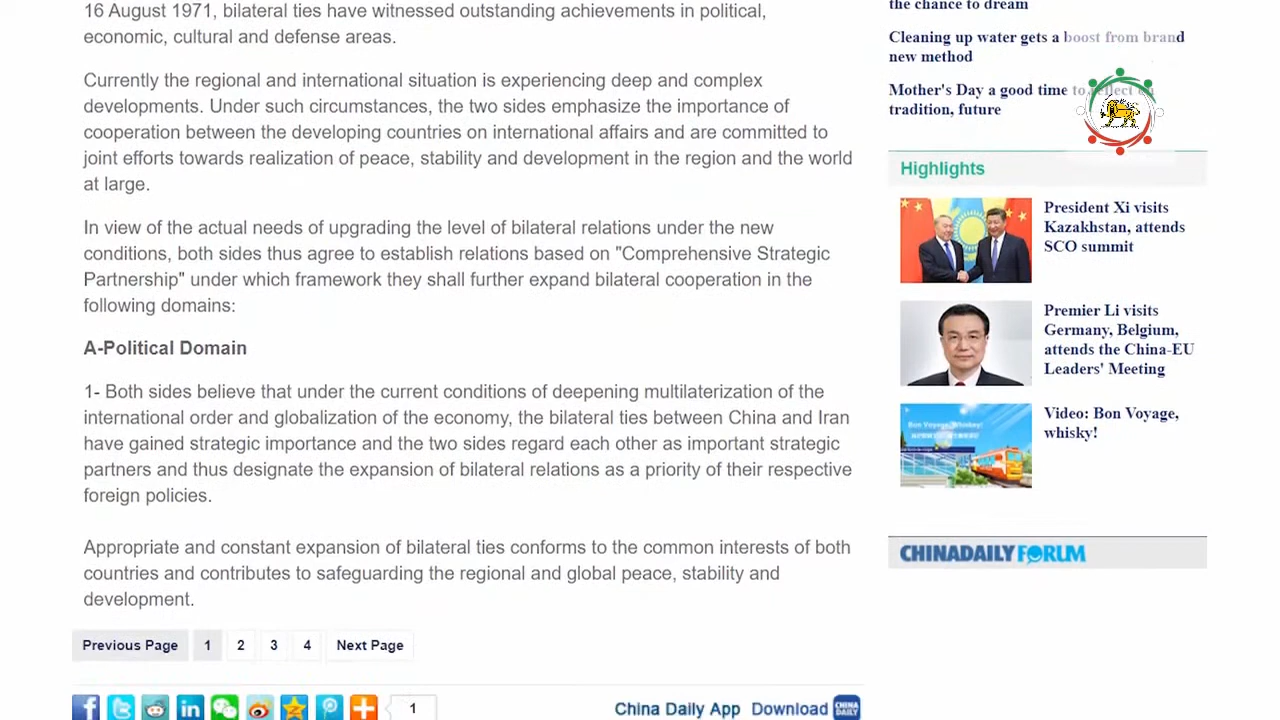 16 August 1971, bilateral ties have witnessed outstanding achievements in political,
economic, cultural and defense areas.
Currently the regional and international situation is experiencing deep and complex
developments. Under such circumstances, the two sides emphasize the importance of
cooperation between the developing countries on international affairs and are committed to
joint efforts towards realization of peace, stability and development in the region and the world
at large.
In view of the actual needs of upgrading the level of bilateral relations under the new
conditions, both sides thus agree to establish relations based on "Comprehensive Strategic
Partnership" under which framework they shall further expand bilateral cooperation in the
following domains:
A-Political Domain
1- Both sides believe that under the current conditions of deepening multilaterization of the
international order and globalization of the economy, the bilateral ties between China and Iran
have gained strategic importance and the two sides regard each other as important strategic
partners and thus designate the expansion of bilateral relations as a priority of their respective
foreign policies.
Appropriate and constant expansion of bilateral ties conforms to the common interests of both
countries and contributes to safeguarding the regional and global peace, stability and
development.
Previous Page 1 2 3 4 Next Page
1
China Daily App Download CHINA DAILY
the chance to dream
Cleaning up water gets a boost from brand
new method
Mother's Day a good time to reflect on
tradition, future
Highlights
President Xi visits
Kazakhstan, attends
SCO summit
Premier Li visits
Germany, Belgium,
attends the China-EU
Leaders' Meeting
Bon Voyage, Whiskey!
Video: Bon Voyage,
whisky!
CHINADAILY FORUM